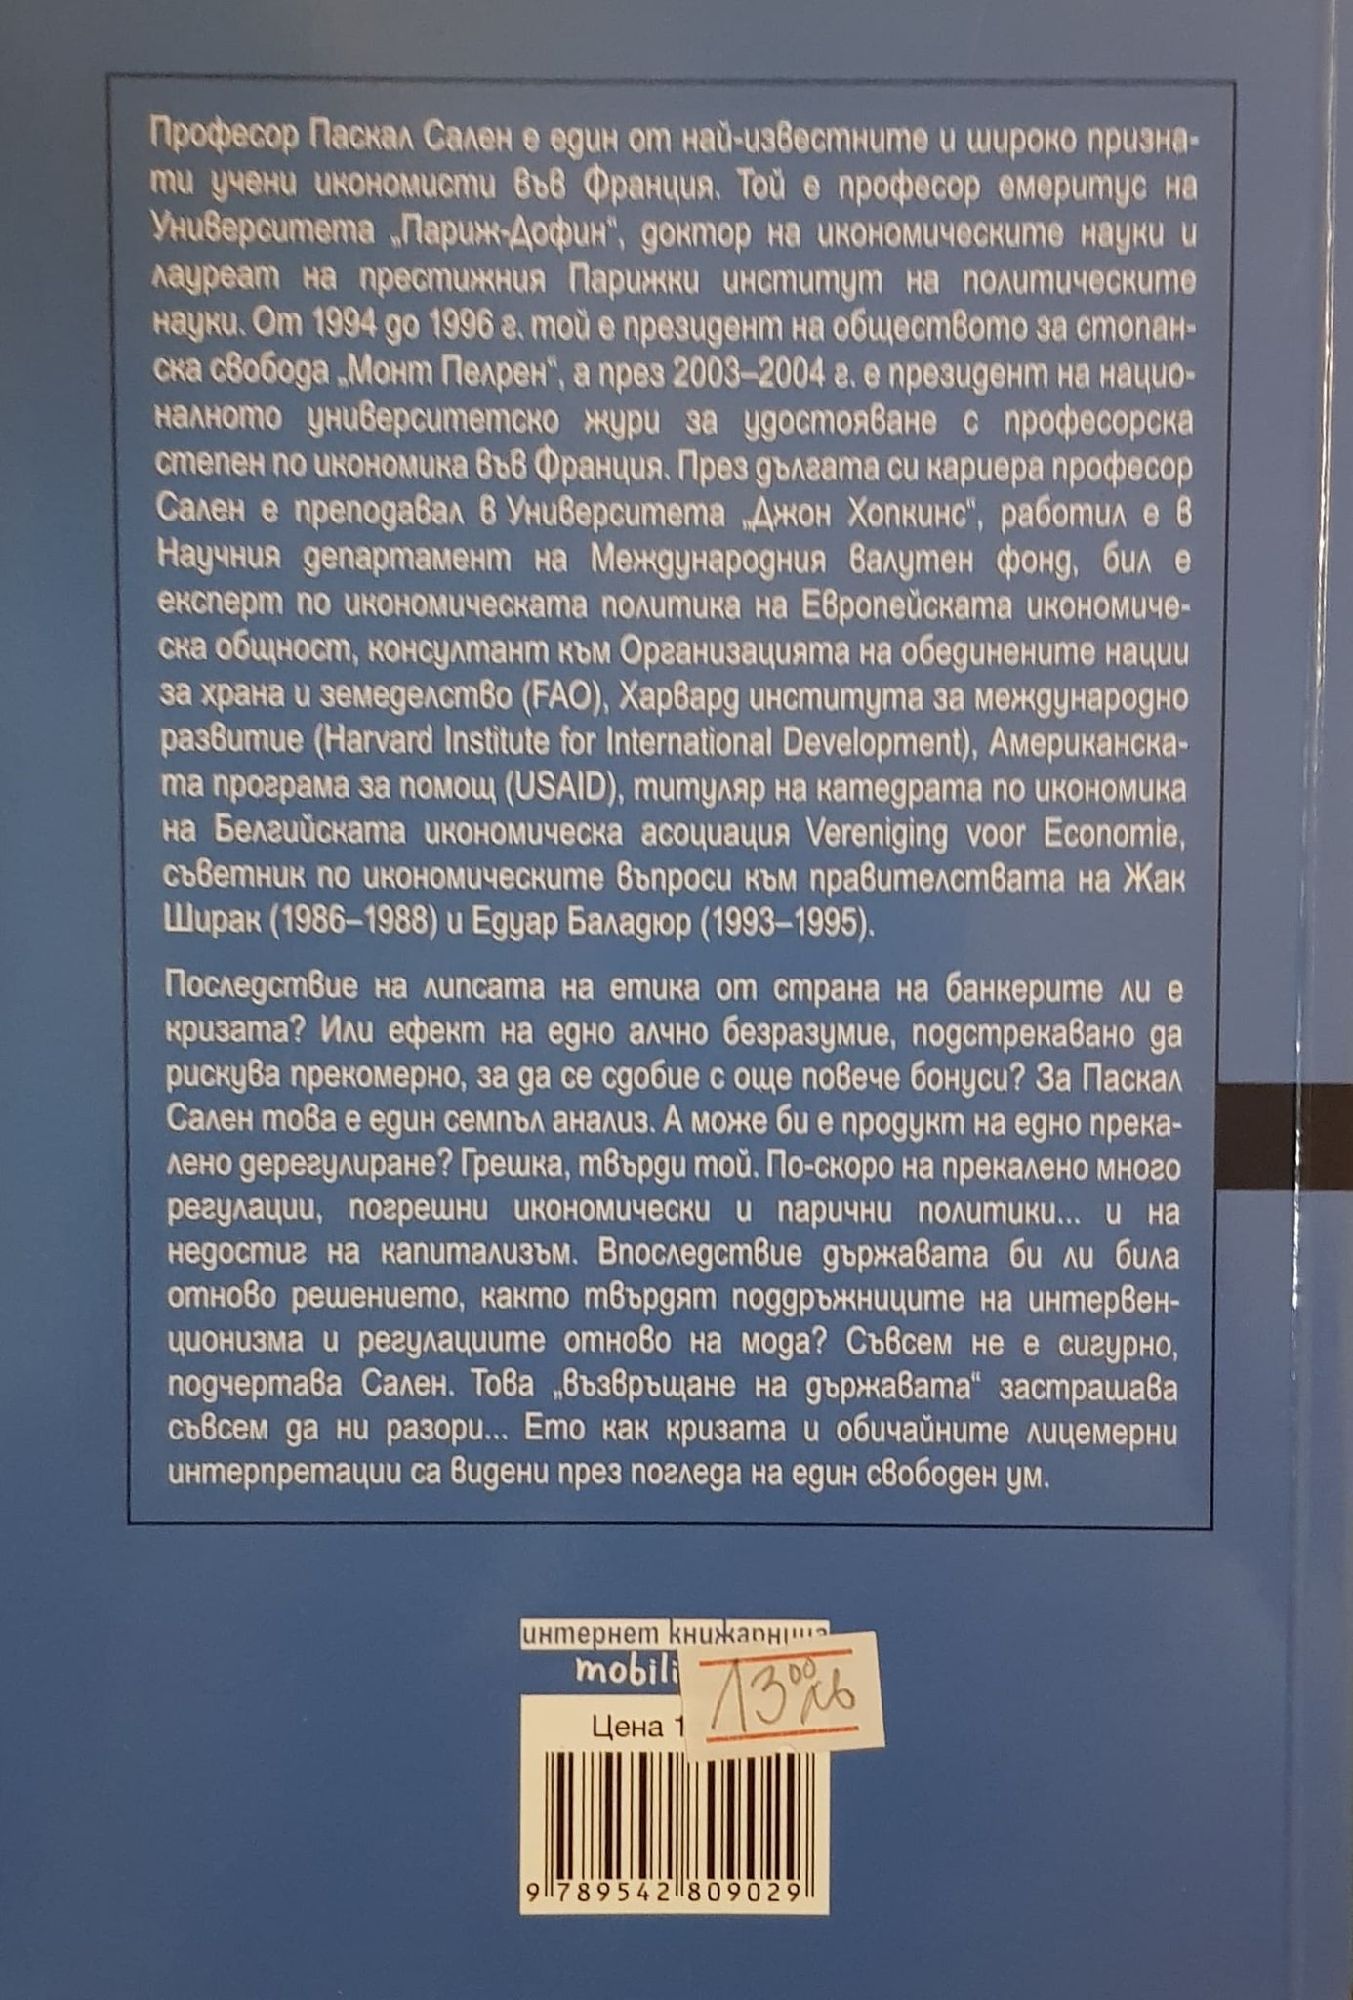 Професор Паскал Сален е един от най-известните и широко призна-
ти учени икономисти във Франция. Той е професор емеритус на
Университета „Париж-Дофин“, доктор на икономическите науки и
лауреат на престижния Парижки институт на политическите
науки. От 1994 до 1996 г. той е президент на обществото за стопан-
ска свобода „Монт Пелрен“, а през 2003–2004 г. е президент на нацио-
налното университетско жури за удостояване с професорска
степен по икономика във Франция. През дългата си кариера професор
Сален е преподавал в Университета „Джон Хопкинс“, работил е в
Научния департамент на Международния валутен фонд, бил е
експерт по икономическата политика на Европейската икономиче-
ска общност, консултант към Организацията на обединените нации
за храна и земеделство (FAO), Харвард института за международно
развитие (Harvard Institute for International Development), Американска-
та програма за помощ (USAID), титуляр на катедрата по икономика
на Белгийската икономическа асоциация Vereniging voor Economie,
съветник по икономическите въпроси към правителствата на Жак
Ширак (1986–1988) и Едуар Баладюр (1993–1995).
Последствие на липсата на етика от страна на банкерите ли е
кризата? Или ефект на едно алчно безразумие, подстрекавано да
рискува прекомерно, за да се сдобие с още повече бонуси? За Паскал
Сален това е един семпъл анализ. А може би е продукт на едно прека-
лено дерегулиране? Грешка, твърди той. По-скоро на прекалено много
регулации, погрешни икономически и парични политики... и на
недостиг на капитализъм. Впоследствие държавата би ли била
отново решението, както твърдят поддръжниците на интервен-
ционизма и регулациите отново на мода? Съвсем не е сигурно,
подчертава Сален. Това „възвръщане на държавата“ застрашава
съвсем да ни разори... Ето как кризата и обичайните лицемерни
интерпретации са видени през погледа на един свободен ум.
интернет книжарница
mobili
13 00 лв
Цена 1
9 789542 809029